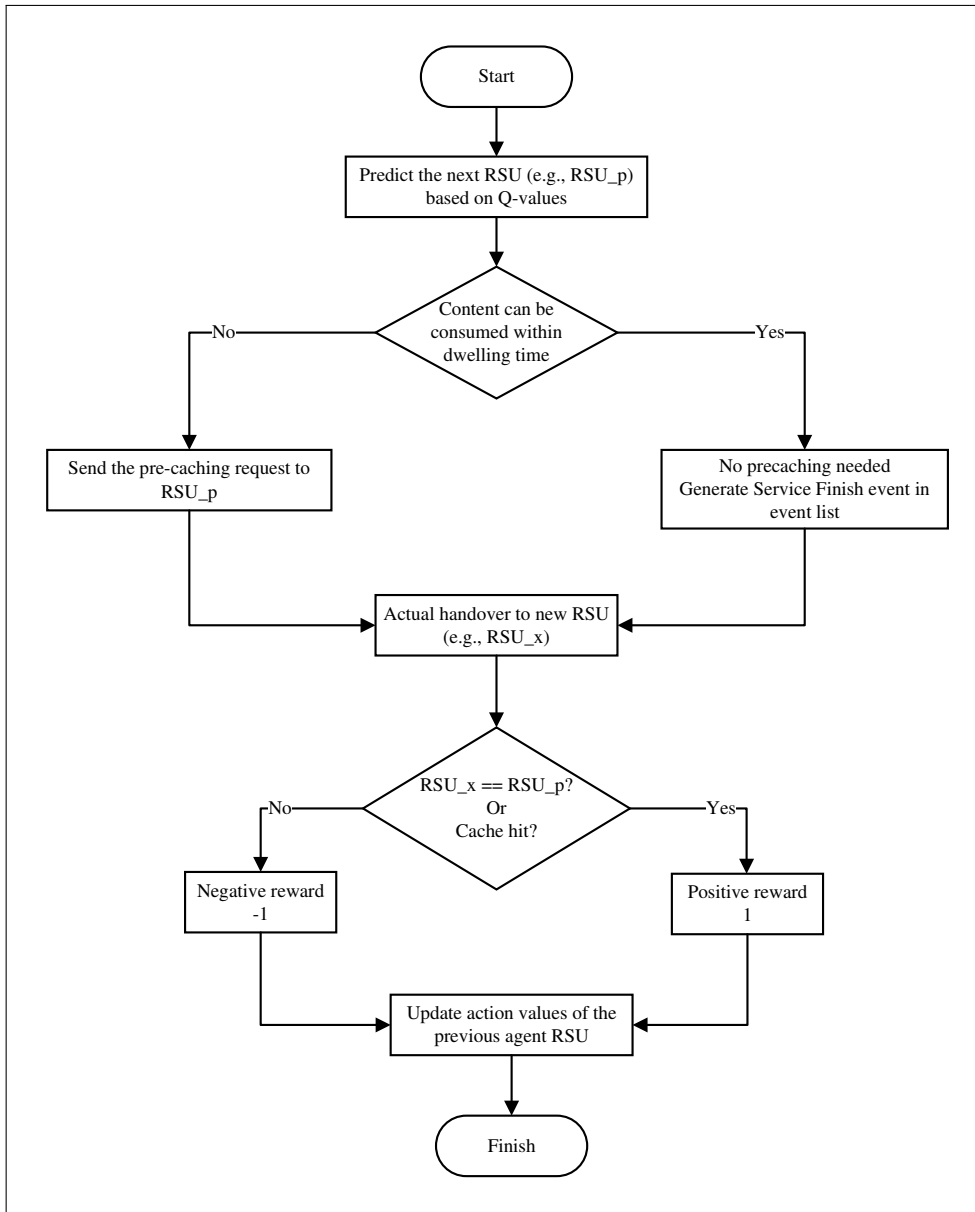 Start
Predict the next RSU (e.g., RSU_p)
based on Q-values
Content can be
consumed within
dwelling time
No
Yes
Send the pre-caching request to
RSU_p
No precaching needed
Generate Service Finish event in
event list
Actual handover to new RSU
(e.g., RSU_x)
RSU_x == RSU_p?
Or
Cache hit?
No
Yes
Negative reward
-1
Positive reward
1
Update action values of the
previous agent RSU
Finish